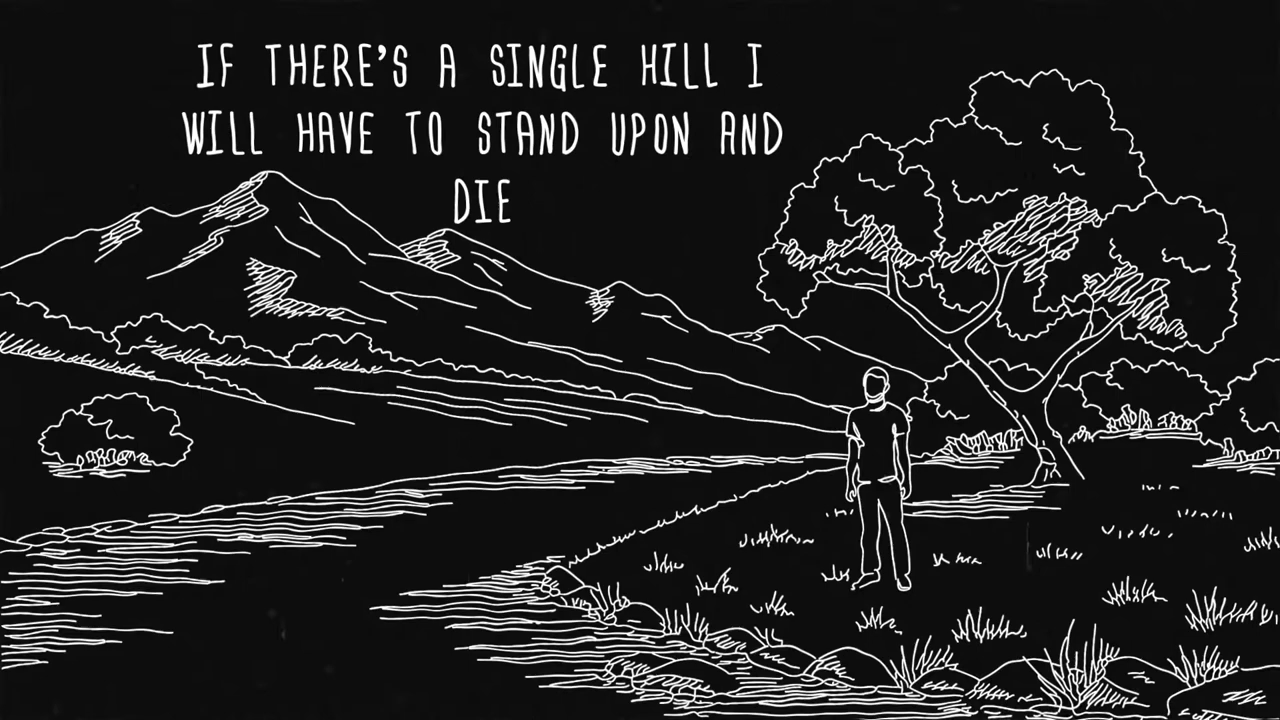 IF THERE'S A SINGLE HILL I
WILL HAVE TO STAND UPON AND
DIE